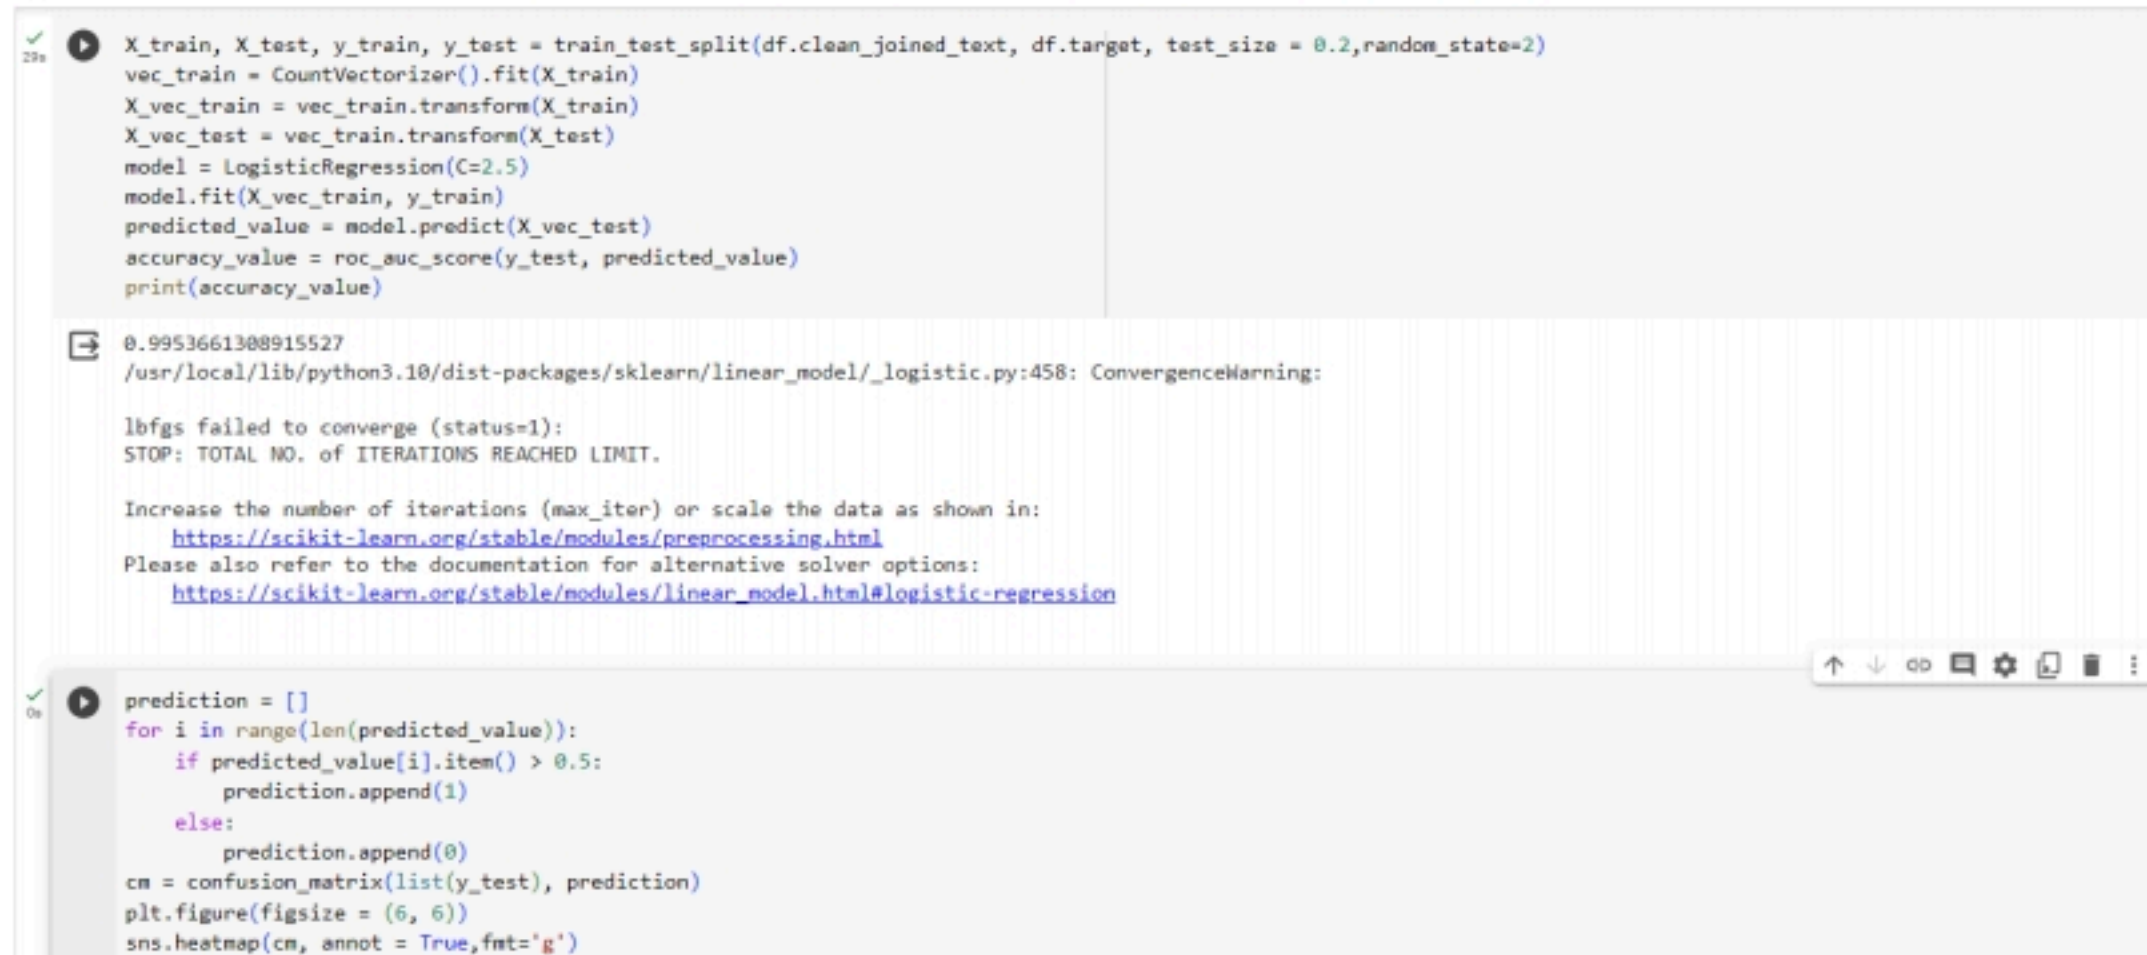 29s
X_train, X_test, y_train, y_test = train_test_split(df.clean_joined_text, df.target, test_size = 0.2,random_state=2)
vec_train = CountVectorizer().fit(X_train)
X_vec_train = vec_train.transform(X_train)
X_vec_test = vec_train.transform(X_test)
model = LogisticRegression(C=2.5)
model.fit(X_vec_train, y_train)
predicted_value = model.predict(X_vec_test)
accuracy_value = roc_auc_score(y_test, predicted_value)
print(accuracy_value)
0.9953661308915527
/usr/local/lib/python3.10/dist-packages/sklearn/linear_model/_logistic.py:458: ConvergenceWarning:
lbfgs failed to converge (status=1):
STOP: TOTAL NO. of ITERATIONS REACHED LIMIT.
Increase the number of iterations (max_iter) or scale the data as shown in:
https://scikit-learn.org/stable/modules/preprocessing.html
Please also refer to the documentation for alternative solver options:
https://scikit-learn.org/stable/modules/linear_model.html#logistic-regression
0s
prediction = []
for i in range(len(predicted_value)):
if predicted_value[i].item() > 0.5:
prediction.append(1)
else:
prediction.append(0)
cm = confusion_matrix(list(y_test), prediction)
plt.figure(figsize = (6, 6))
sns.heatmap(cm, annot = True,fmt='g')